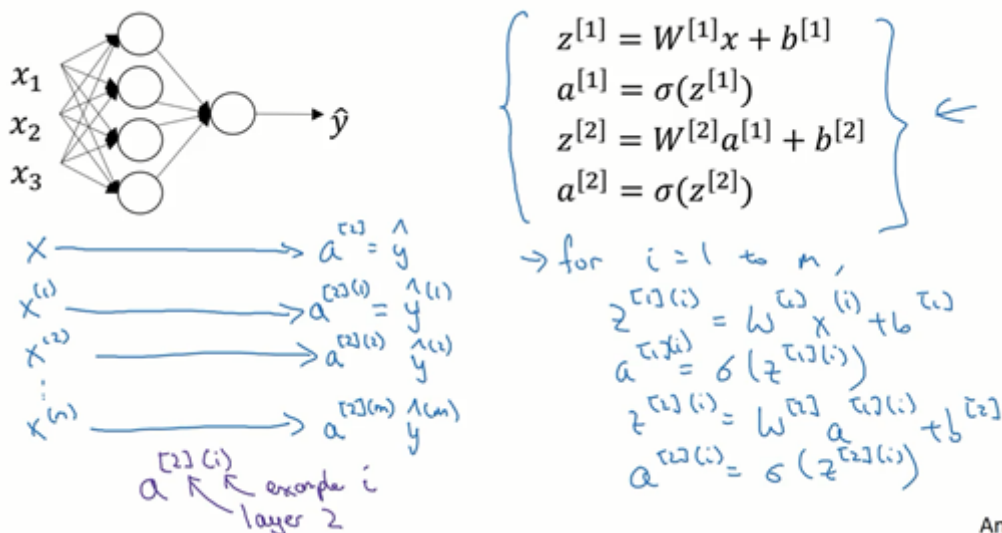 x₁
x₂
x₃
ŷ
z^[1] = W^[1]x + b^[1]
a^[1] = σ(z^[1])
z^[2] = W^[2]a^[1] + b^[2]
a^[2] = σ(z^[2])
x → a^[2] = ŷ
x^(1) → a^[2](1) = ŷ^(1)
x^(2) → a^[2](2) ŷ^(2)
⋮
x^(m) → a^[2](m) ŷ^(m)
a^[2](i)
example i
layer 2
→ for i = 1 to m,
z^[1](i) = W^[1] x^(i) + b^[1]
a^[1](i) = σ(z^[1](i))
z^[2](i) = W^[2] a^[1](i) + b^[2]
a^[2](i) = σ(z^[2](i))